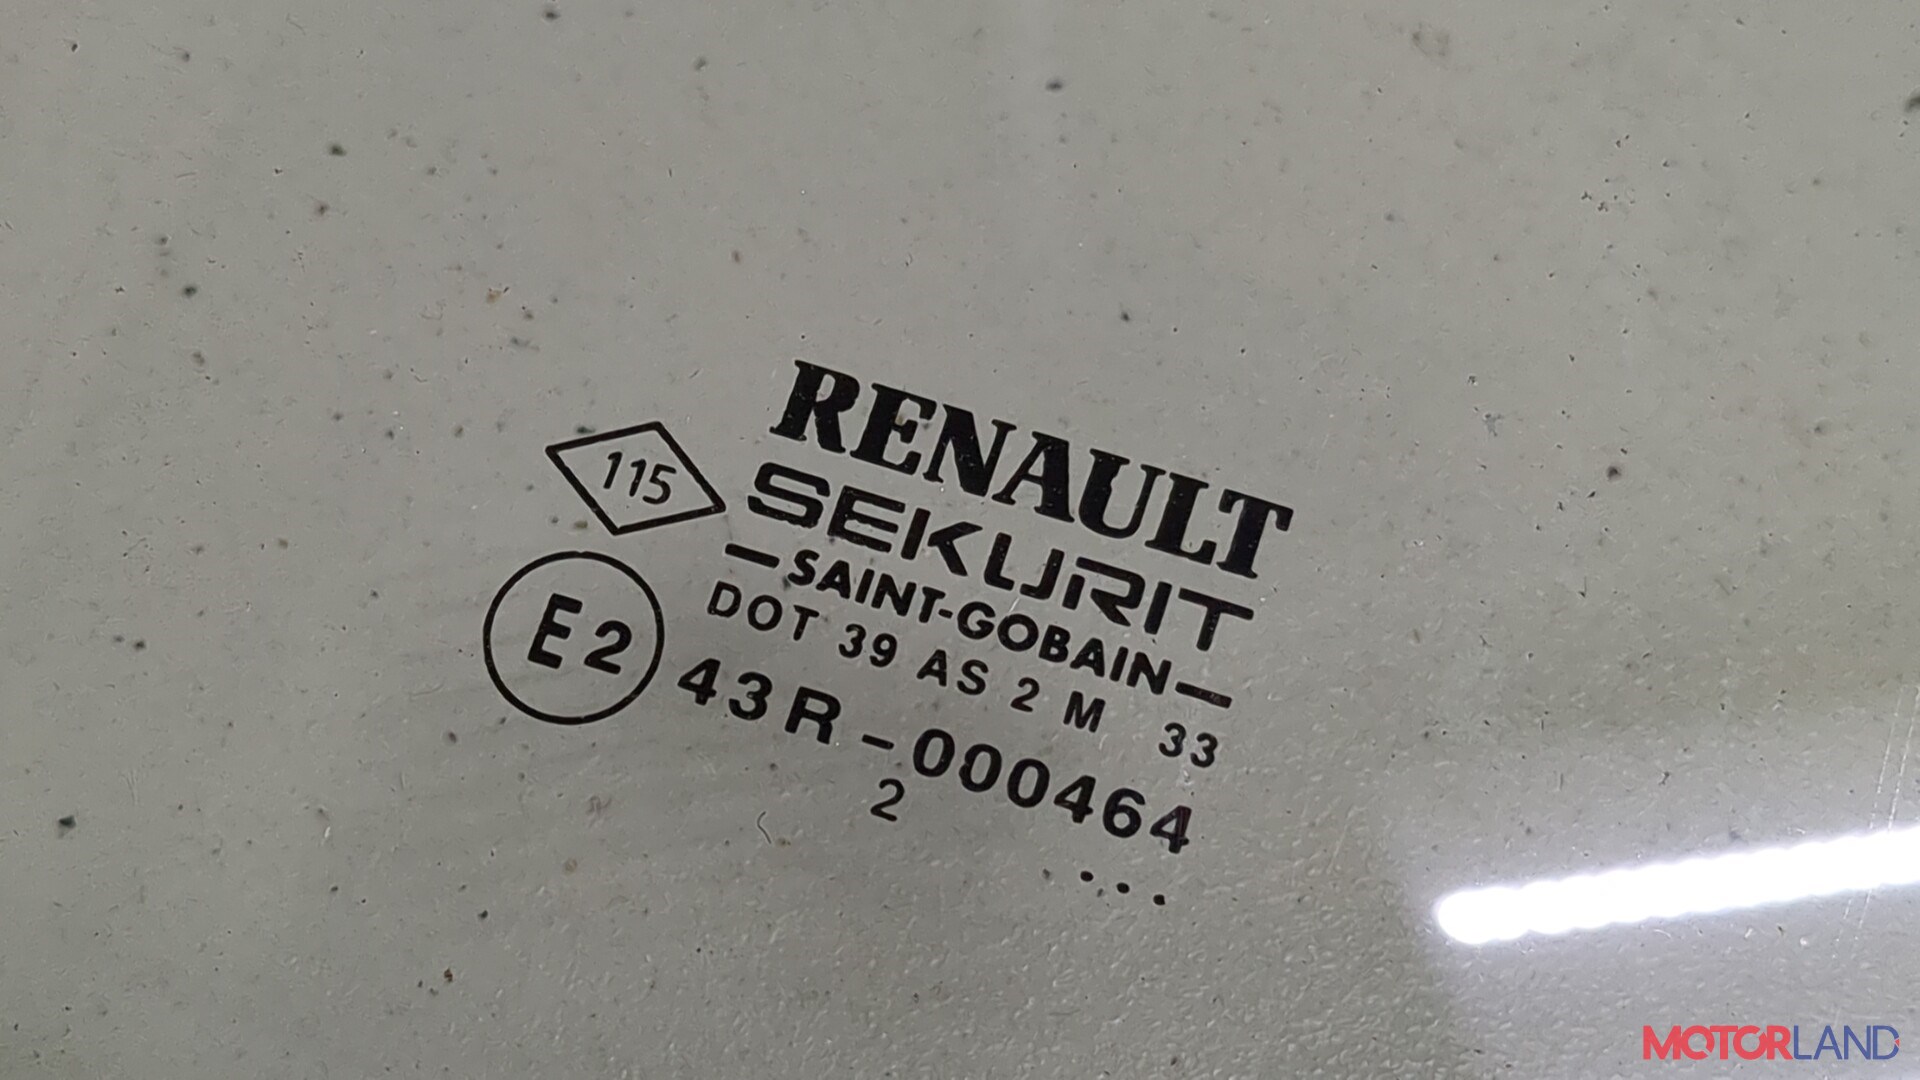 RENAULT
115
SEKURIT
—SAINT-GOBAIN—
DOT 39 AS 2 M 33
E2
43R-000464
2
...
MOTORLAND